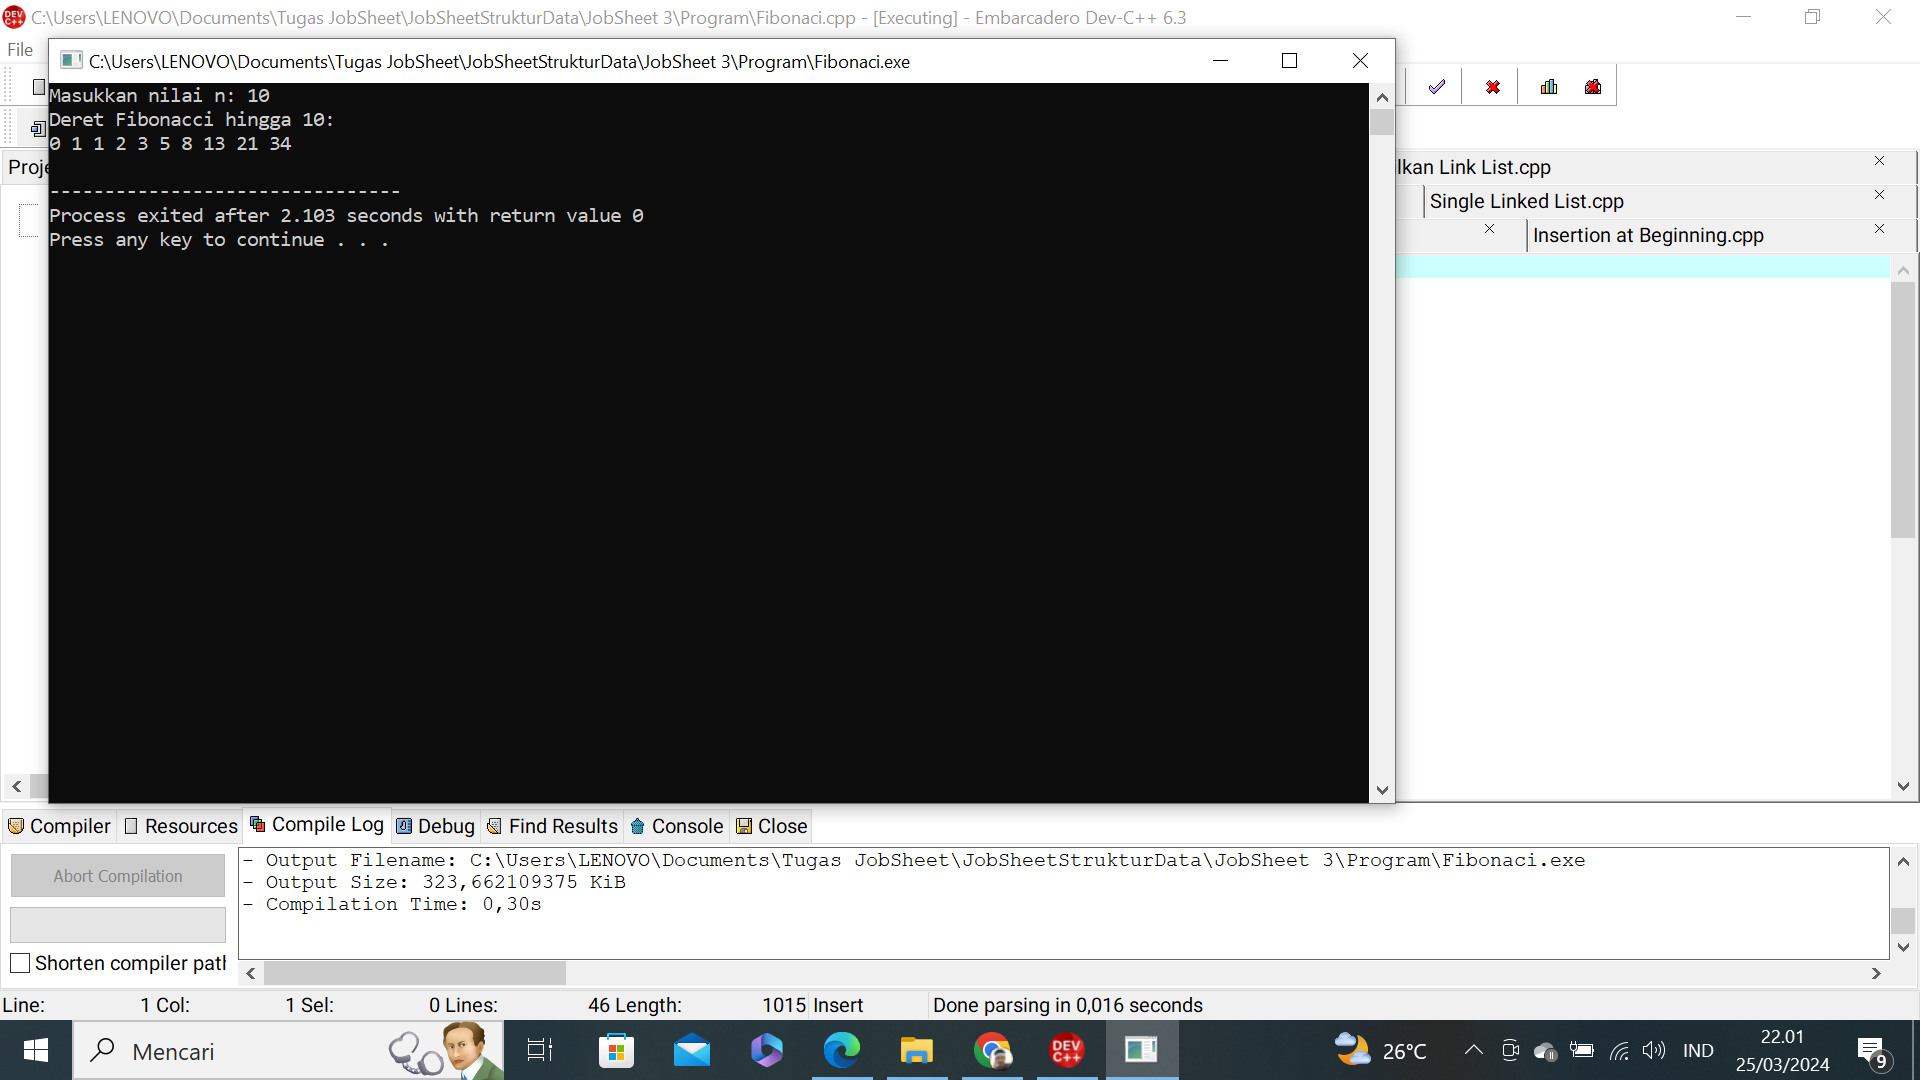 C:\Users\LENOVO\Documents\Tugas JobSheet\JobSheetStrukturData\JobSheet 3\Program\Fibonaci.cpp - [Executing] - Embarcadero Dev-C++ 6.3
File
C:\Users\LENOVO\Documents\Tugas JobSheet\JobSheetStrukturData\JobSheet 3\Program\Fibonaci.exe
Masukkan nilai n: 10
Deret Fibonacci hingga 10:
0 1 1 2 3 5 8 13 21 34
--------------------------------
Process exited after 2.103 seconds with return value 0
Press any key to continue . . .
Proje
lkan Link List.cpp
Single Linked List.cpp
Insertion at Beginning.cpp
Compiler Resources Compile Log Debug Find Results Console Close
Abort Compilation
Shorten compiler path
- Output Filename: C:\Users\LENOVO\Documents\Tugas JobSheet\JobSheetStrukturData\JobSheet 3\Program\Fibonaci.exe
- Output Size: 323,662109375 KiB
- Compilation Time: 0,30s
Line: 1 Col: 1 Sel: 0 Lines: 46 Length: 1015 Insert Done parsing in 0,016 seconds
Mencari
DEV C++
26°C
IND
22.01
25/03/2024
9